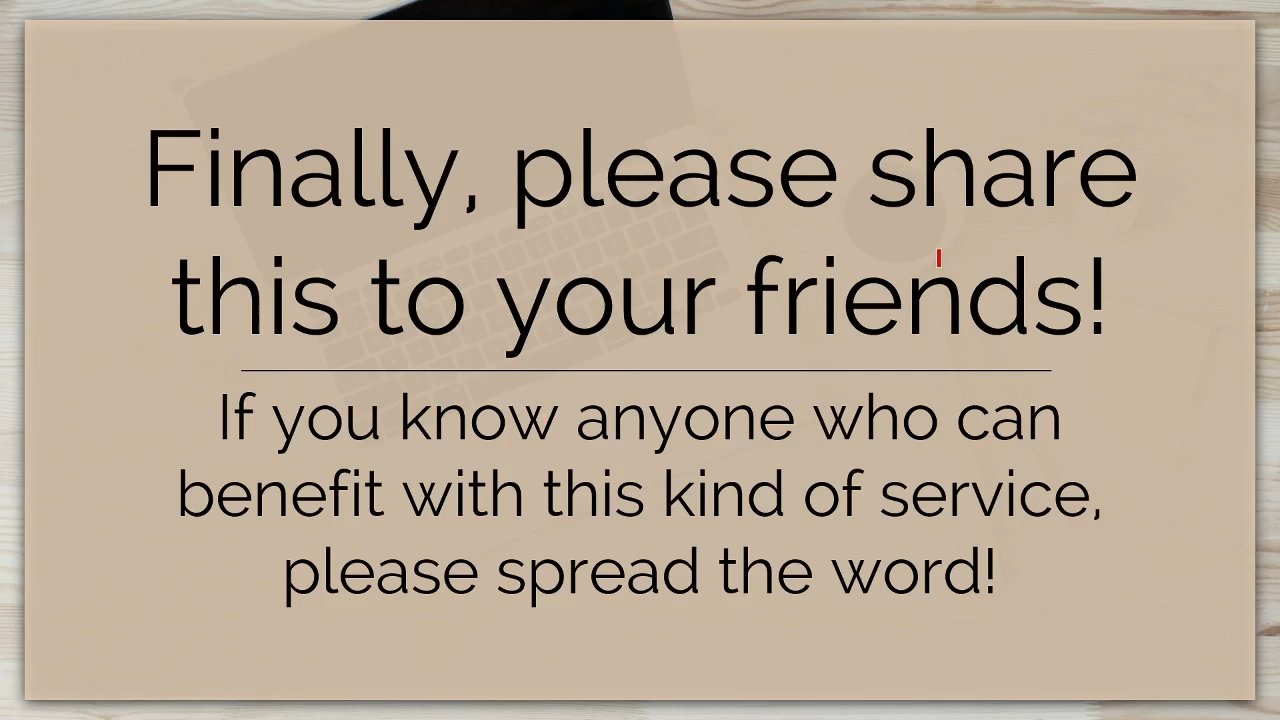 Finally, please share
this to your friends!
If you know anyone who can
benefit with this kind of service,
please spread the word!